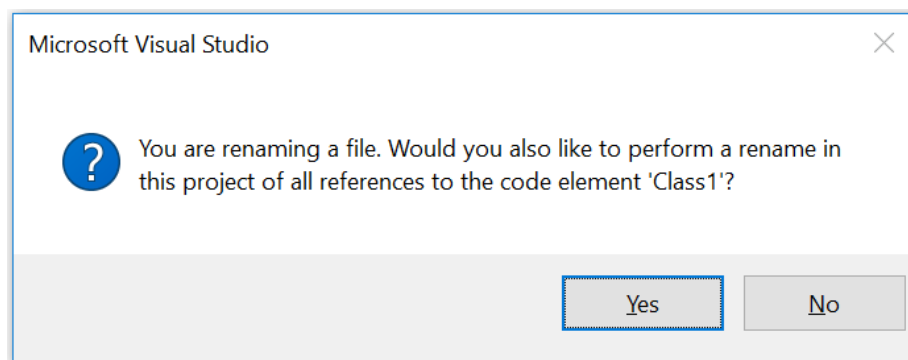 Microsoft Visual Studio
You are renaming a file. Would you also like to perform a rename in
this project of all references to the code element 'Class1'?
Yes
No